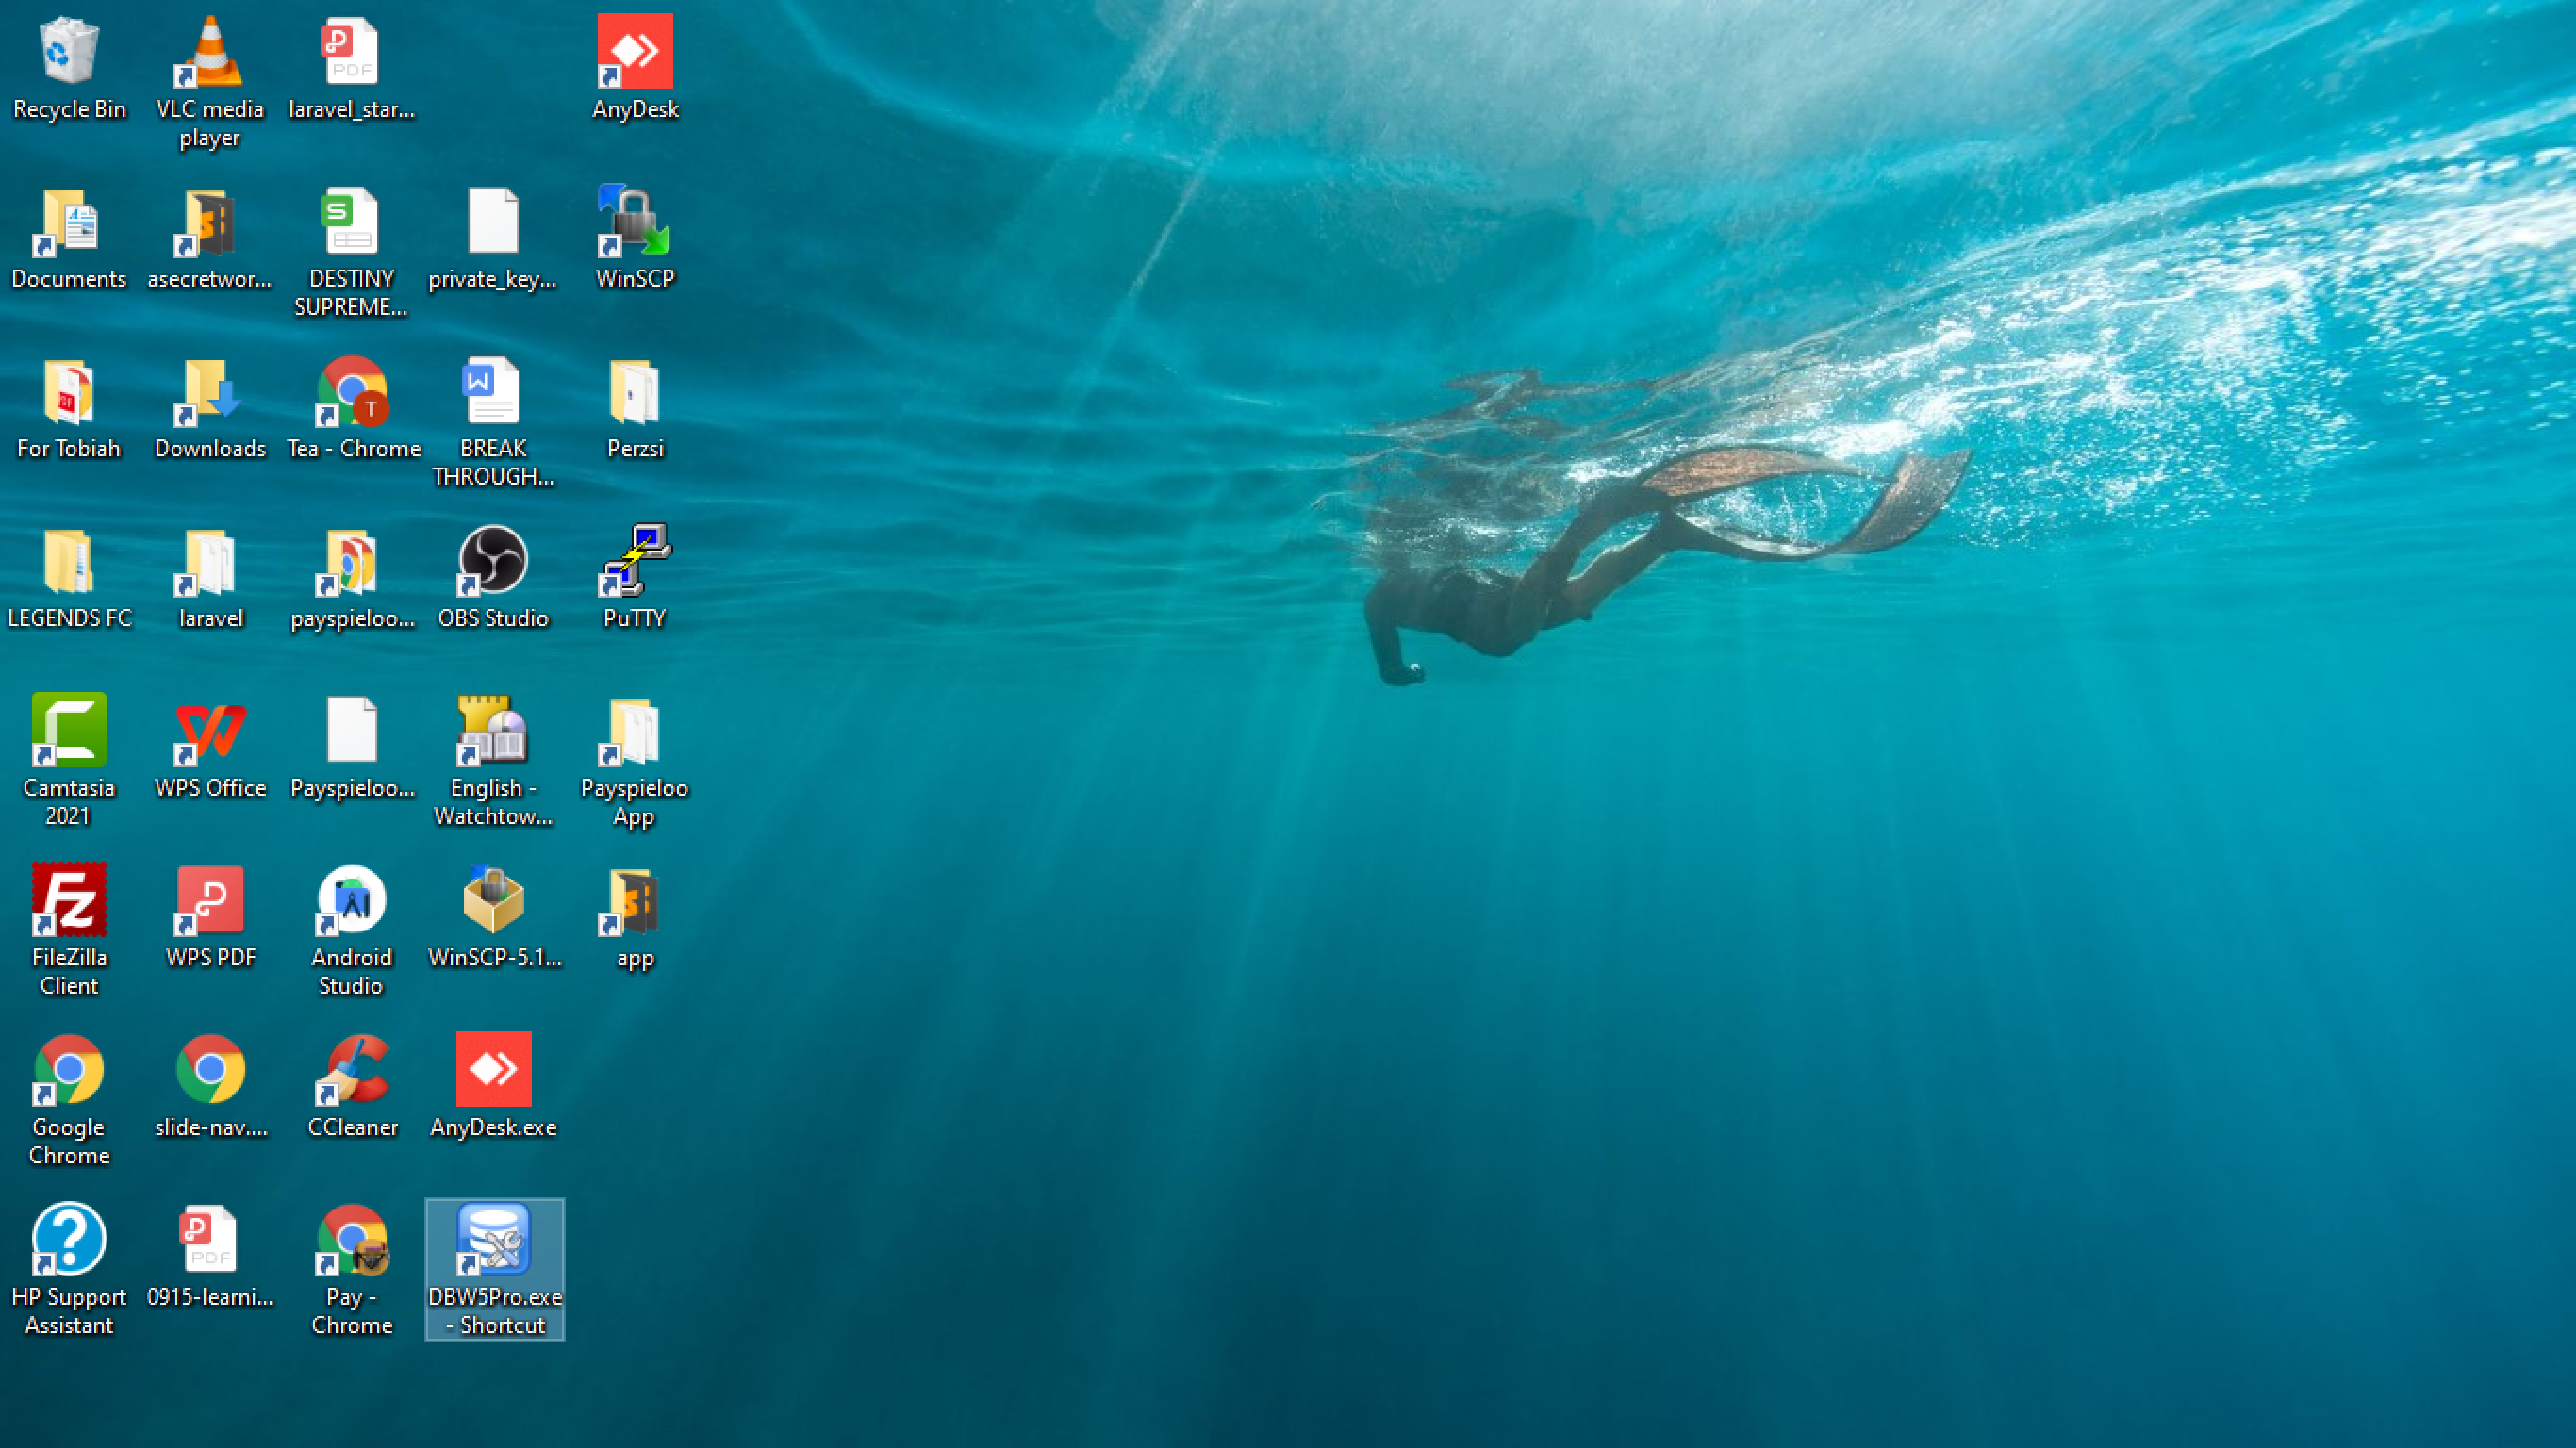 Recycle Bin
VLC media
player
laravel_star...
AnyDesk
Documents
asecretwor...
DESTINY
SUPREME...
private_key...
WinSCP
For Tobiah
Downloads
Tea - Chrome
BREAK
THROUGH...
Perzsi
LEGENDS FC
laravel
payspieloo...
OBS Studio
PuTTY
Camtasia
2021
WPS Office
Payspieloo...
English -
Watchtow...
Payspieloo
App
FileZilla
Client
WPS PDF
Android
Studio
WinSCP-5.1...
app
Google
Chrome
slide-nav....
CCleaner
AnyDesk.exe
HP Support
Assistant
0915-learni...
Pay -
Chrome
DBW5Pro.exe
- Shortcut
PDF
PDF